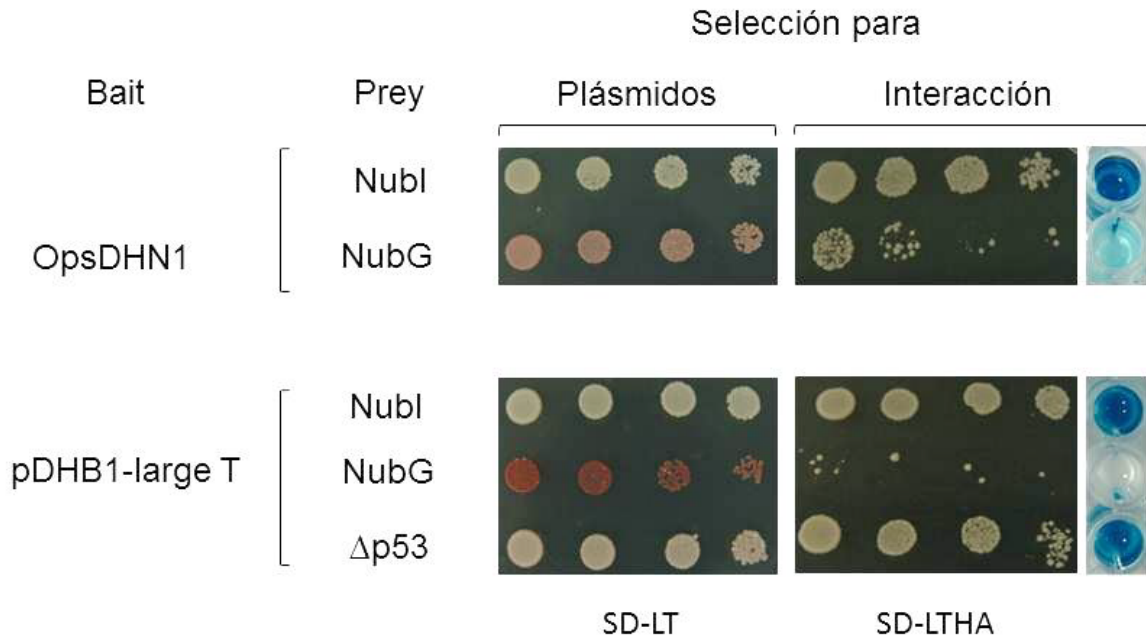 Selección para
Bait Prey Plásmidos Interacción
NubI
OpsDHN1 NubG
NubI
pDHB1-large T NubG
Δp53
SD-LT SD-LTHA